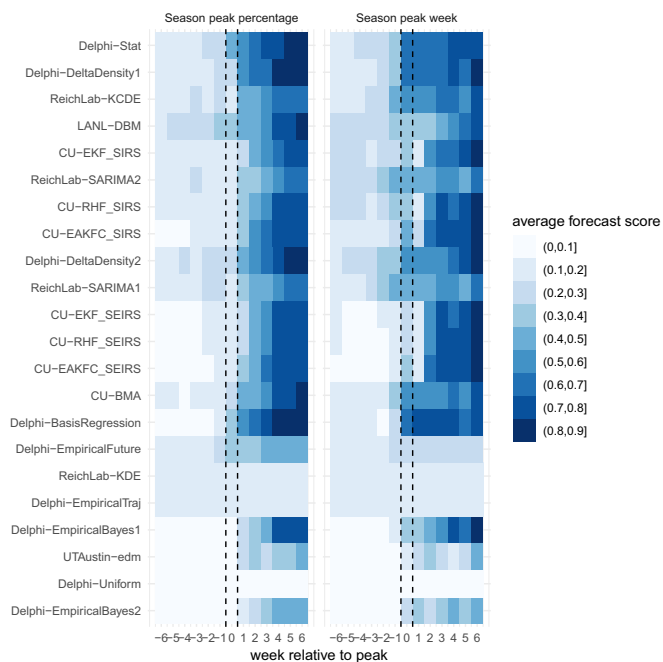 Season peak percentage
Season peak week
Delphi−Stat
Delphi−DeltaDensity1
ReichLab−KCDE
LANL−DBM
CU−EKF_SIRS
ReichLab−SARIMA2
CU−RHF_SIRS
CU−EAKFC_SIRS
Delphi−DeltaDensity2
ReichLab−SARIMA1
CU−EKF_SEIRS
CU−RHF_SEIRS
CU−EAKFC_SEIRS
CU−BMA
Delphi−BasisRegression
Delphi−EmpiricalFuture
ReichLab−KDE
Delphi−EmpiricalTraj
Delphi−EmpiricalBayes1
UTAustin−edm
Delphi−Uniform
Delphi−EmpiricalBayes2
−6−5−4−3−2−1 0 1 2 3 4 5 6
−6−5−4−3−2−1 0 1 2 3 4 5 6
week relative to peak
average forecast score
(0,0.1]
(0.1,0.2]
(0.2,0.3]
(0.3,0.4]
(0.4,0.5]
(0.5,0.6]
(0.6,0.7]
(0.7,0.8]
(0.8,0.9]